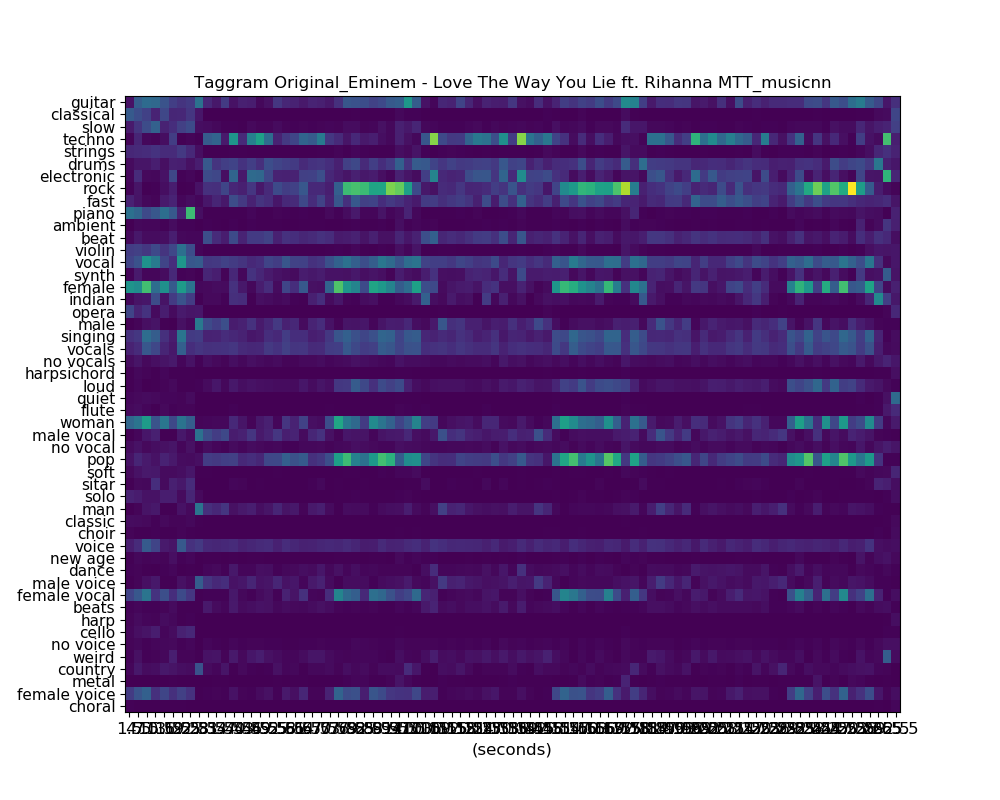 Taggram Original_Eminem - Love The Way You Lie ft. Rihanna MTT_musicnn
guitar
classical
slow
techno
strings
drums
electronic
rock
fast
piano
ambient
beat
violin
vocal
synth
female
indian
opera
male
singing
vocals
no vocals
harpsichord
loud
quiet
flute
woman
male vocal
no vocal
pop
soft
sitar
solo
man
classic
choir
voice
new age
dance
male voice
female vocal
beats
harp
cello
no voice
weird
country
metal
female voice
choral
(seconds)